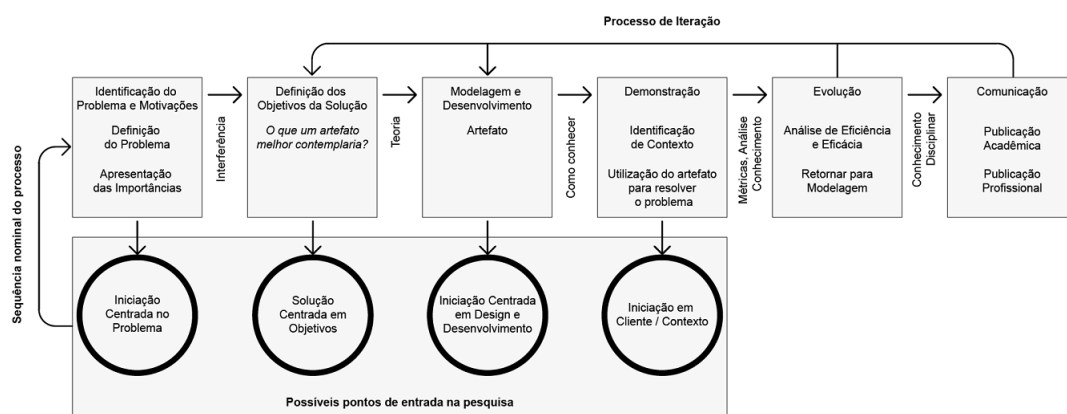 Processo de Iteração
Identificação do
Problema e Motivações
Definição
do Problema
Apresentação
das Importâncias
Interferência
Definição dos
Objetivos da Solução
O que um artefato
melhor contemplaria?
Teoria
Modelagem e
Desenvolvimento
Artefato
Como conhecer
Demonstração
Identificação
de Contexto
Utilização do artefato
para resolver
o problema
Métricas, Análise
Conhecimento
Evolução
Análise de Eficiência
e Eficácia
Retornar para
Modelagem
Conhecimento
Disciplinar
Comunicação
Publicação
Acadêmica
Publicação
Profissional
Sequência nominal do processo
Iniciação
Centrada no
Problema
Solução
Centrada em
Objetivos
Iniciação Centrada
em Design e
Desenvolvimento
Iniciação em
Cliente / Contexto
Possíveis pontos de entrada na pesquisa